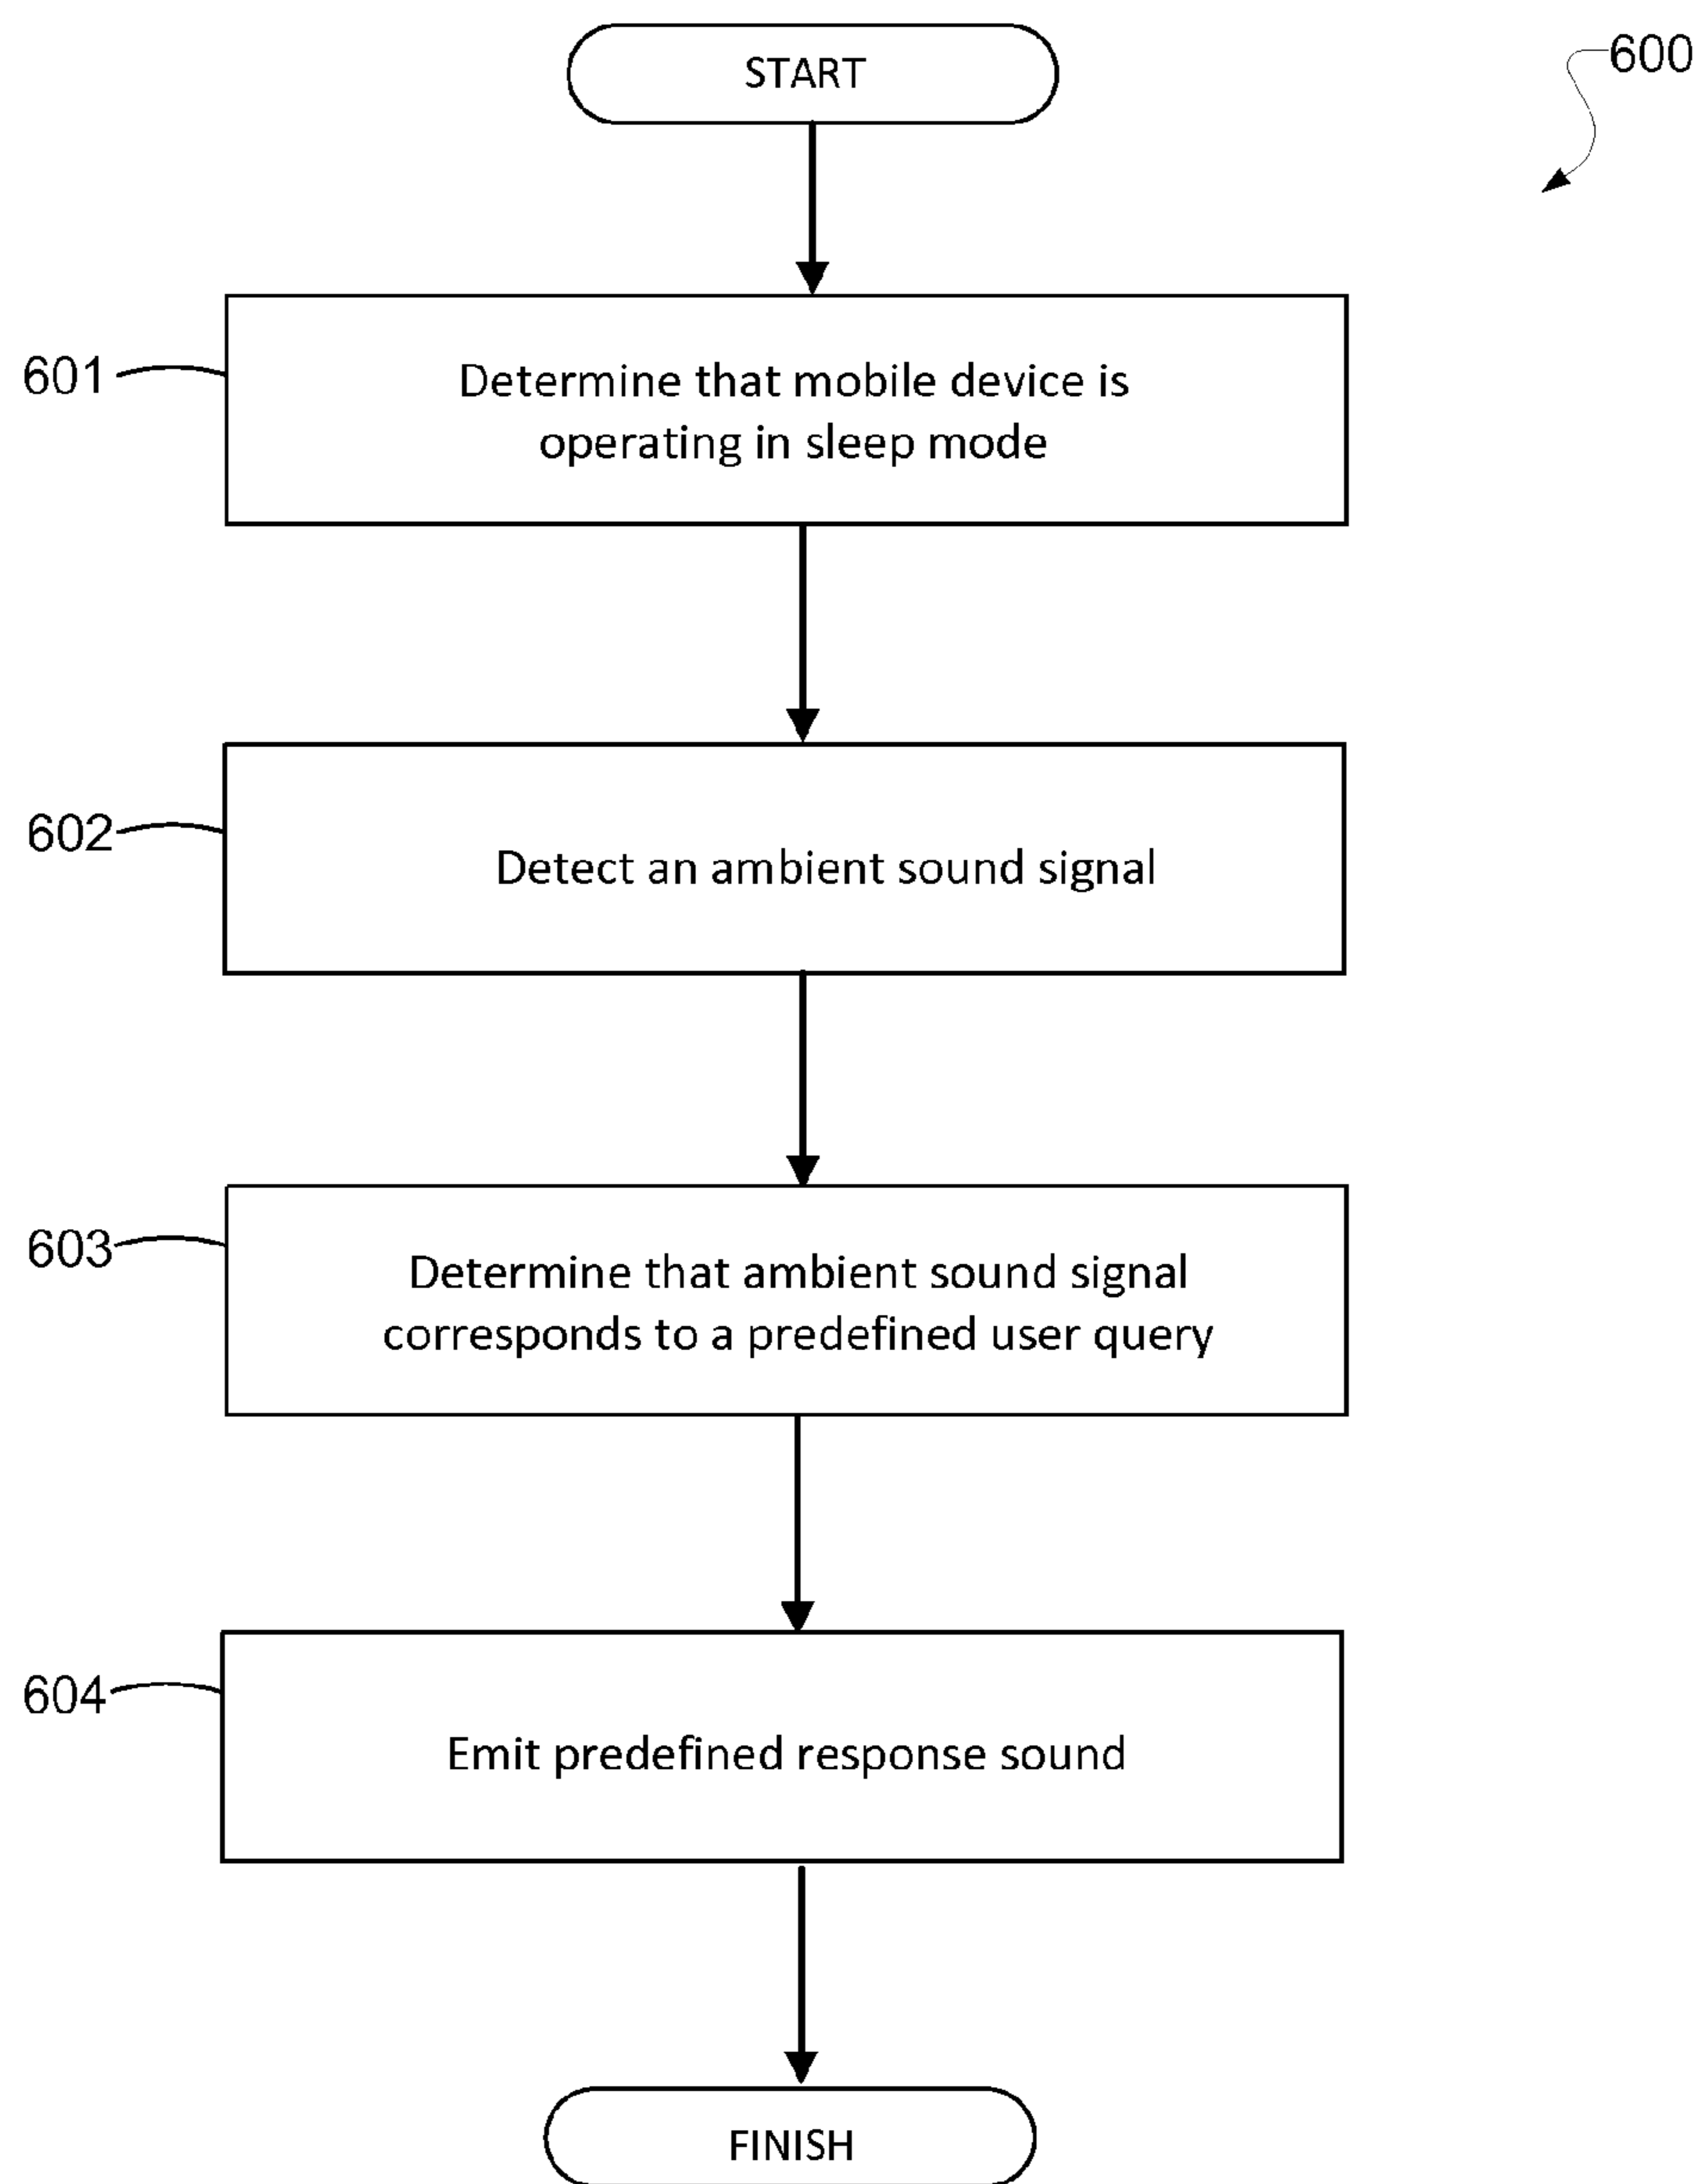 START
600
601
Determine that mobile device is
operating in sleep mode
602
Detect an ambient sound signal
603
Determine that ambient sound signal
corresponds to a predefined user query
604
Emit predefined response sound
FINISH